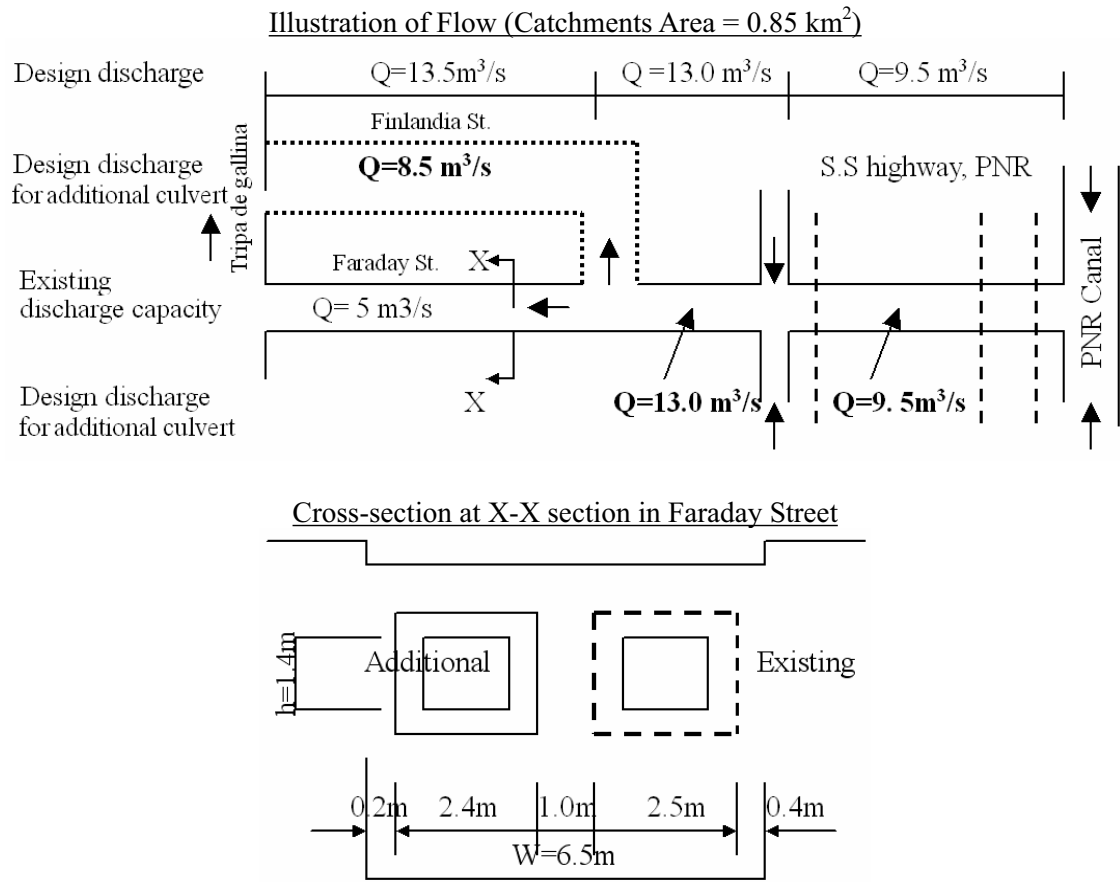 Illustration of Flow (Catchments Area = 0.85 km²)
Design discharge
Q=13.5m³/s
Q =13.0 m³/s
Q=9.5 m³/s
Finlandia St.
Design discharge
for additional culvert
Q=8.5 m³/s
S.S highway, PNR
Tripa de gallina
Faraday St.
X
Existing
discharge capacity
Q= 5 m3/s
PNR Canal
X
Design discharge
for additional culvert
Q=13.0 m³/s
Q=9. 5m³/s
Cross-section at X-X section in Faraday Street
h=1.4m
Additional
Existing
0.2m
2.4m
1.0m
2.5m
0.4m
W=6.5m